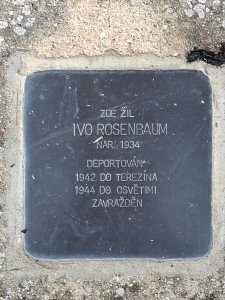 ZDE ŽIL
IVO ROSENBAUM
NAR. 1934
DEPORTOVÁN
1942 DO TEREZÍNA
1944 DO OSVĚTIMI
ZAVRAŽDĚN